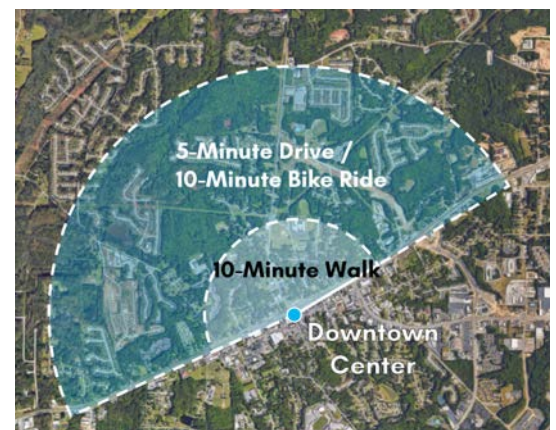 5-Minute Drive /
10-Minute Bike Ride
10-Minute Walk
Downtown
Center